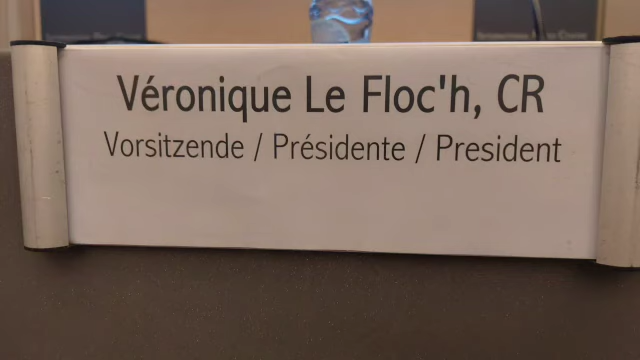 Véronique Le Floc'h, CR
Vorsitzende / Présidente / President